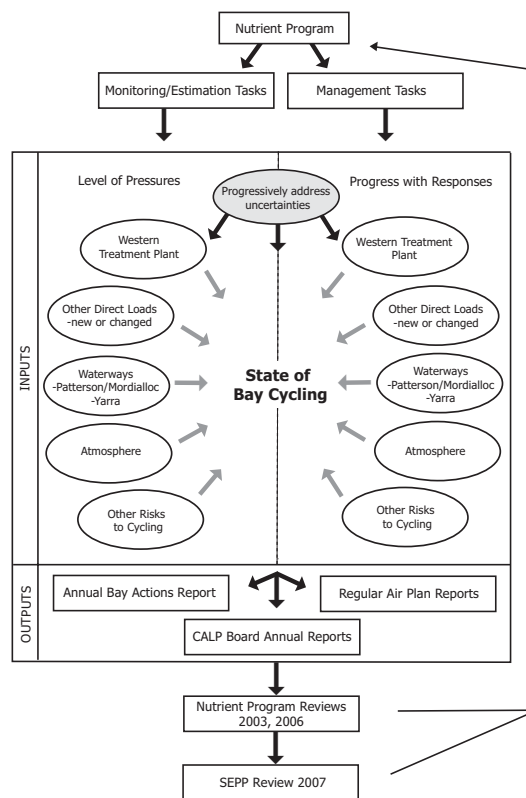 Nutrient Program
Monitoring/Estimation Tasks
Management Tasks
Level of Pressures
Progress with Responses
Progressively address
uncertainties
Western
Treatment Plant
Other Direct Loads
-new or changed
Waterways
-Patterson/Mordialloc
-Yarra
Atmosphere
Other Risks
to Cycling
State of
Bay Cycling
Western
Treatment Plant
Other Direct Loads
-new or changed
Waterways
-Patterson/Mordialloc
-Yarra
Atmosphere
Other Risks
to Cycling
INPUTS
OUTPUTS
Annual Bay Actions Report
Regular Air Plan Reports
CALP Board Annual Reports
Nutrient Program Reviews
2003, 2006
SEPP Review 2007